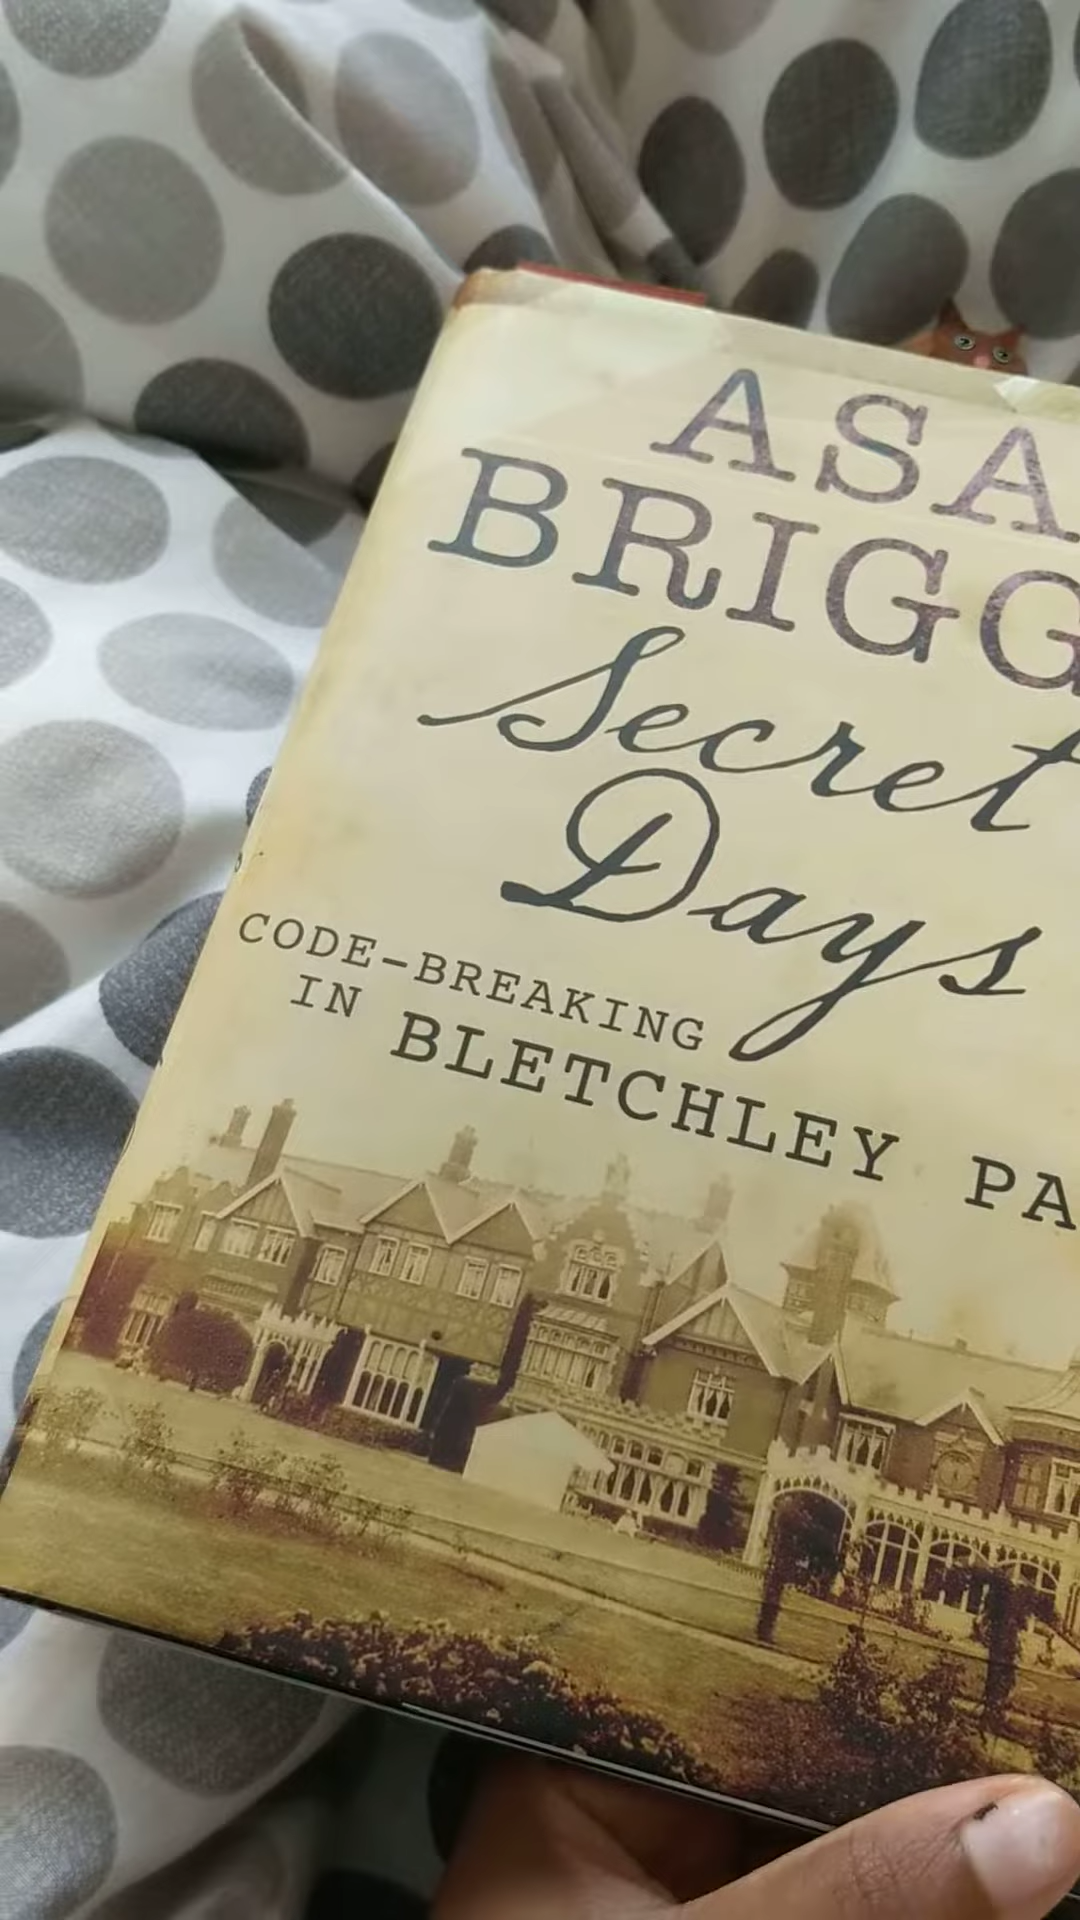 ASA
BRIGG
Secret
Days
CODE-BREAKING
IN BLETCHLEY PA